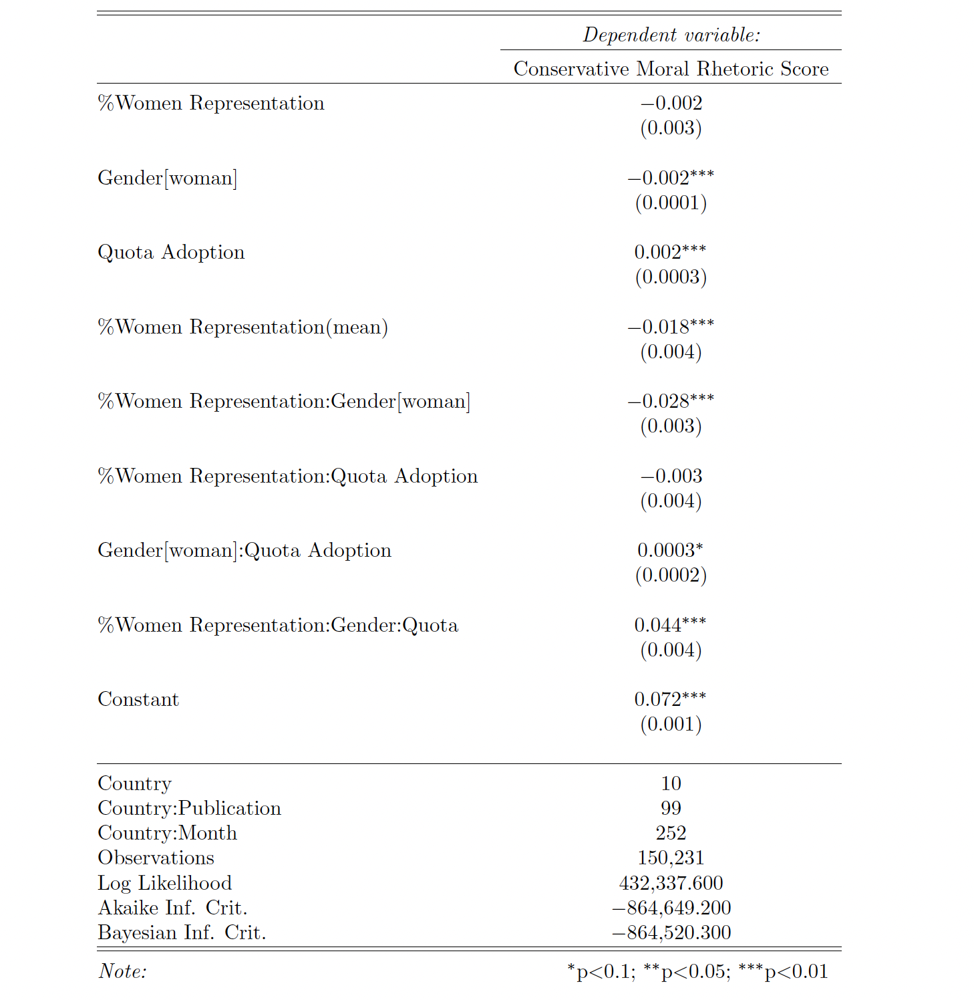 Dependent variable:
Conservative Moral Rhetoric Score
%Women Representation −0.002
(0.003)
Gender[woman] −0.002***
(0.0001)
Quota Adoption 0.002***
(0.0003)
%Women Representation(mean) −0.018***
(0.004)
%Women Representation:Gender[woman] −0.028***
(0.003)
%Women Representation:Quota Adoption −0.003
(0.004)
Gender[woman]:Quota Adoption 0.0003*
(0.0002)
%Women Representation:Gender:Quota 0.044***
(0.004)
Constant 0.072***
(0.001)
Country 10
Country:Publication 99
Country:Month 252
Observations 150,231
Log Likelihood 432,337.600
Akaike Inf. Crit. −864,649.200
Bayesian Inf. Crit. −864,520.300
Note: *p<0.1; **p<0.05; ***p<0.01